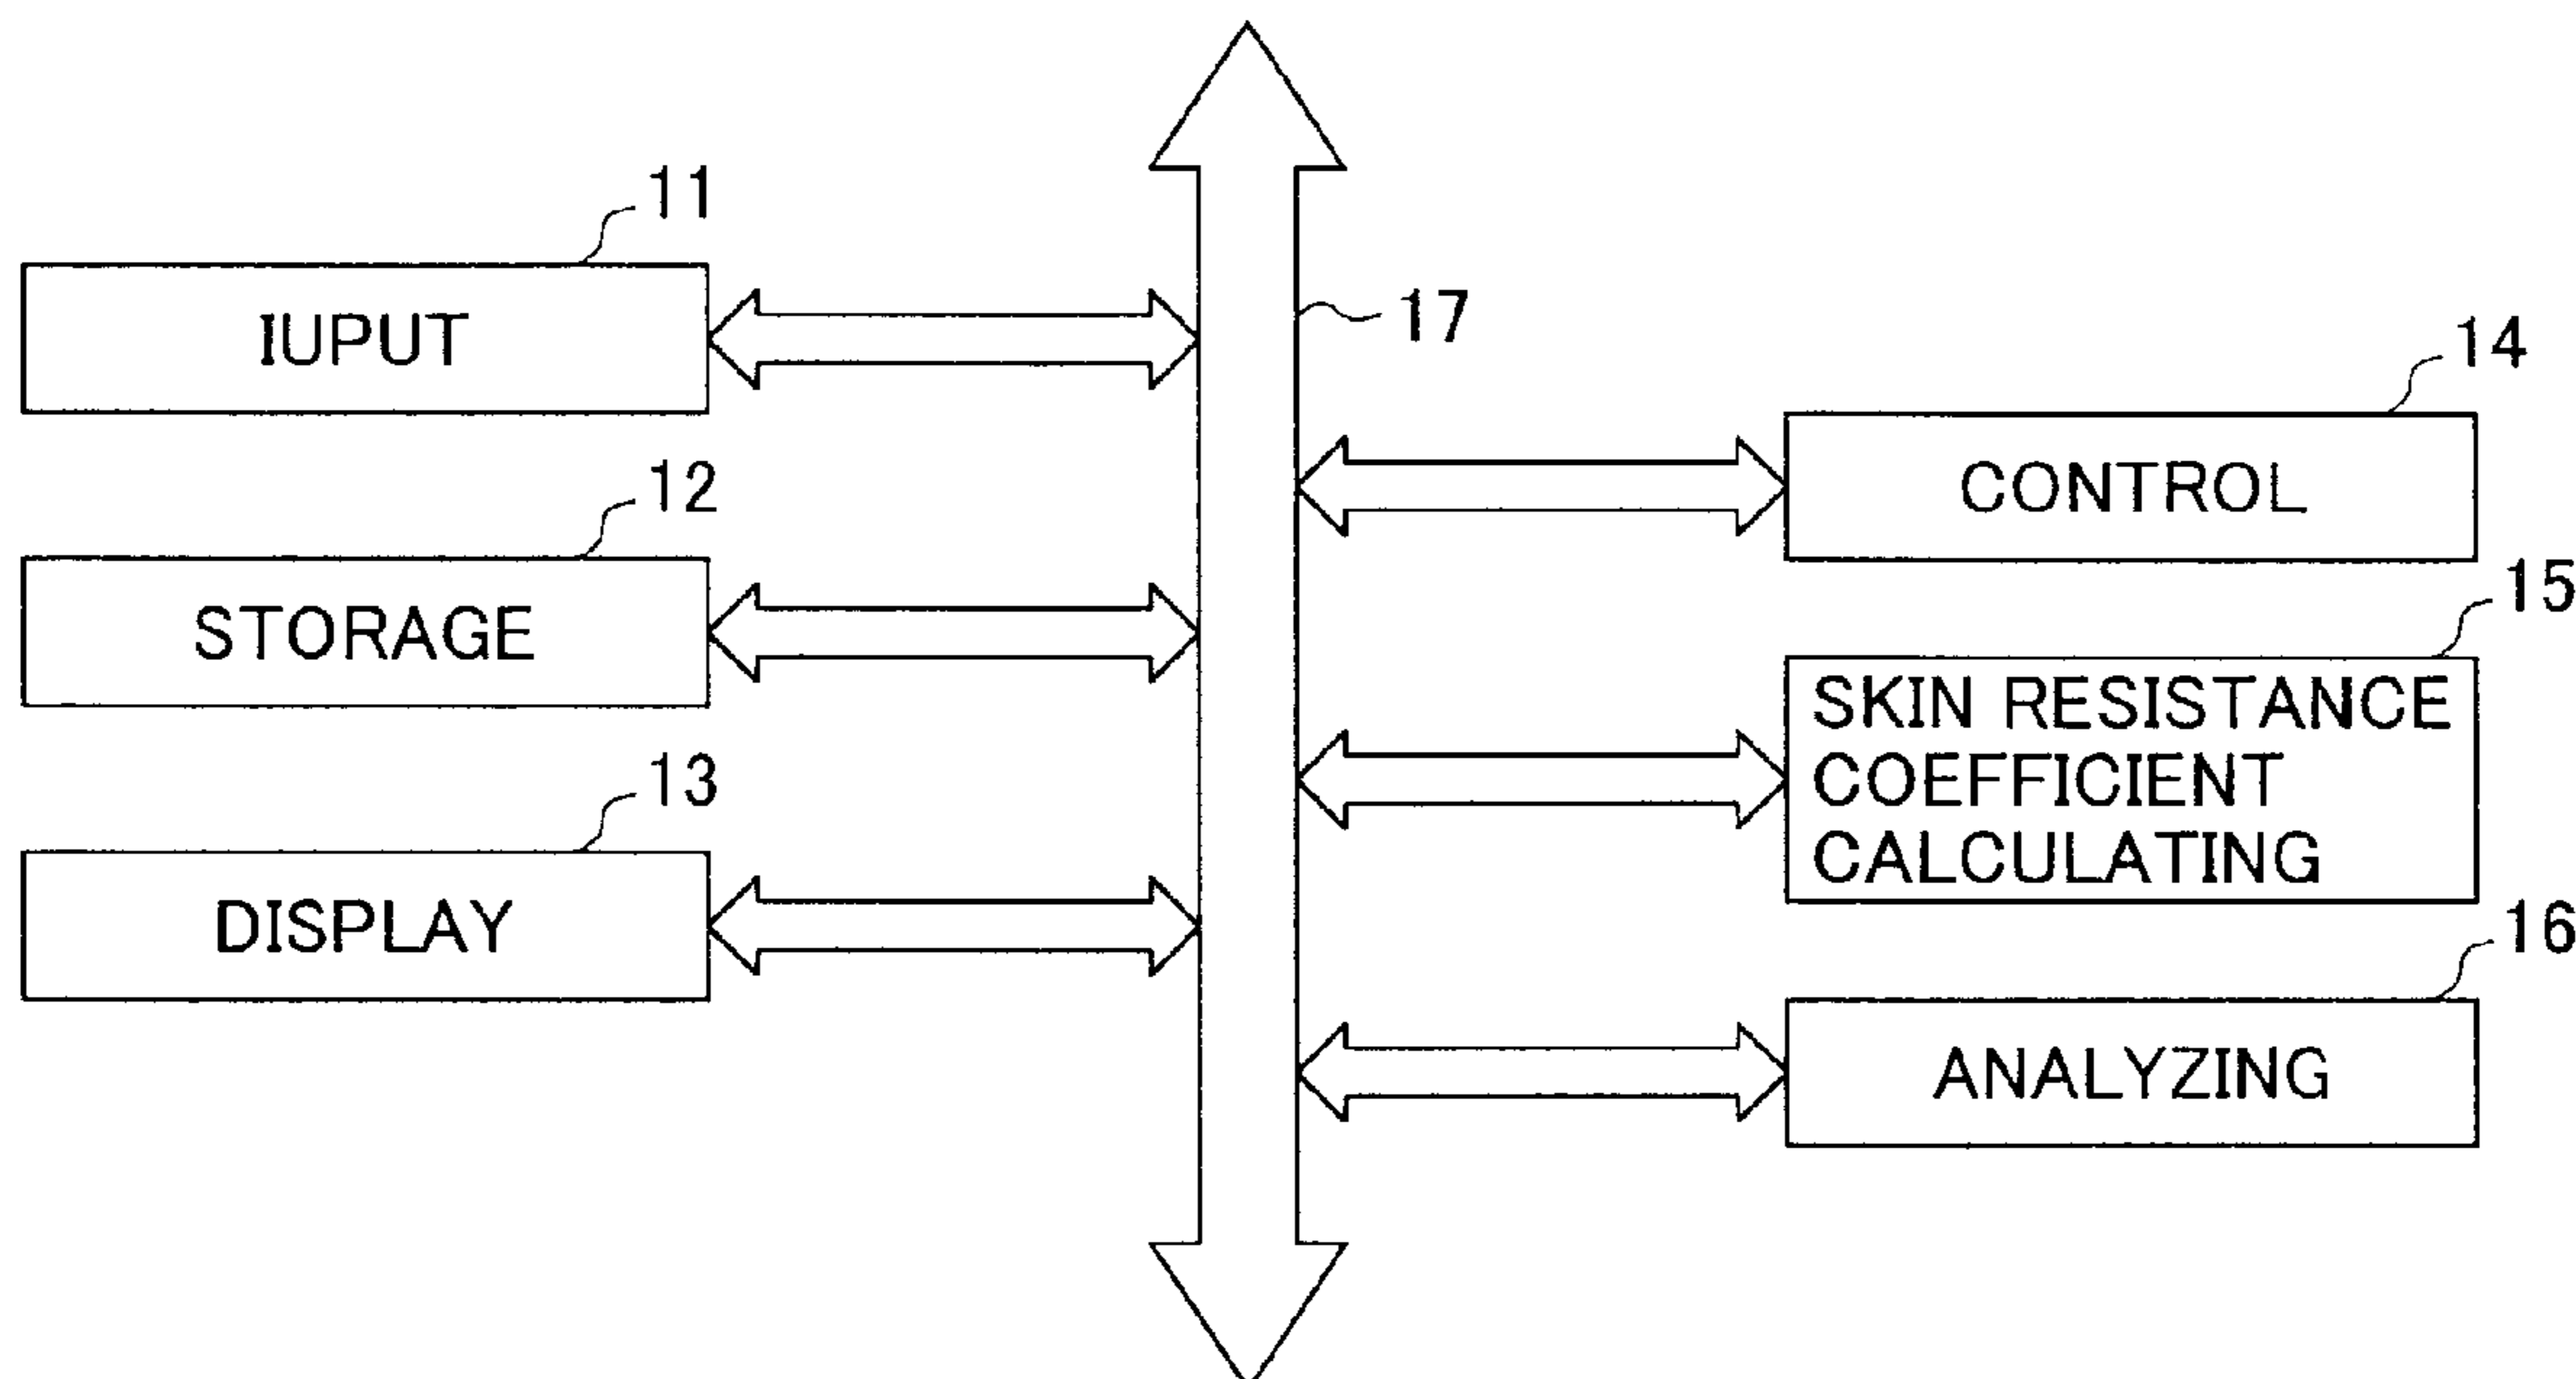 11
IUPUT
12
STORAGE
13
DISPLAY
17
14
CONTROL
15
SKIN RESISTANCE
COEFFICIENT
CALCULATING
16
ANALYZING